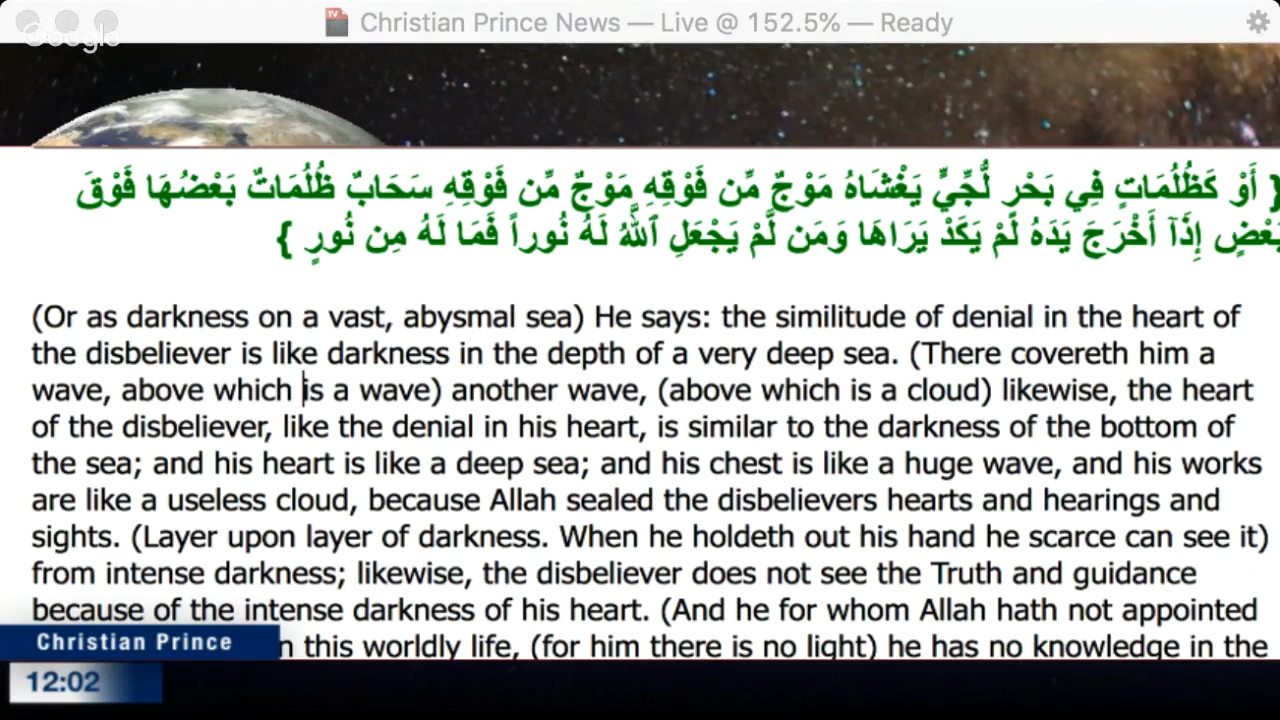 Christian Prince News — Live @ 152.5% — Ready
TV
Google
{ أَوْ كَظُلُمَاتٍ فِي بَحْرٍ لُّجِّيٍّ يَغْشَاهُ مَوْجٌ مِّن فَوْقِهِ مَوْجٌ مِّن فَوْقِهِ سَحَابٌ ظُلُمَاتٌ بَعْضُهَا فَوْقَ
بَعْضٍ إِذَآ أَخْرَجَ يَدَهُ لَمْ يَكَدْ يَرَاهَا وَمَن لَّمْ يَجْعَلِ ٱللَّهُ لَهُ نُوراً فَمَا لَهُ مِن نُورٍ }
(Or as darkness on a vast, abysmal sea) He says: the similitude of denial in the heart of
the disbeliever is like darkness in the depth of a very deep sea. (There covereth him a
wave, above which is a wave) another wave, (above which is a cloud) likewise, the heart
of the disbeliever, like the denial in his heart, is similar to the darkness of the bottom of
the sea; and his heart is like a deep sea; and his chest is like a huge wave, and his works
are like a useless cloud, because Allah sealed the disbelievers hearts and hearings and
sights. (Layer upon layer of darkness. When he holdeth out his hand he scarce can see it)
from intense darkness; likewise, the disbeliever does not see the Truth and guidance
because of the intense darkness of his heart. (And he for whom Allah hath not appointed
this worldly life, (for him there is no light) he has no knowledge in the
Christian Prince
12:02